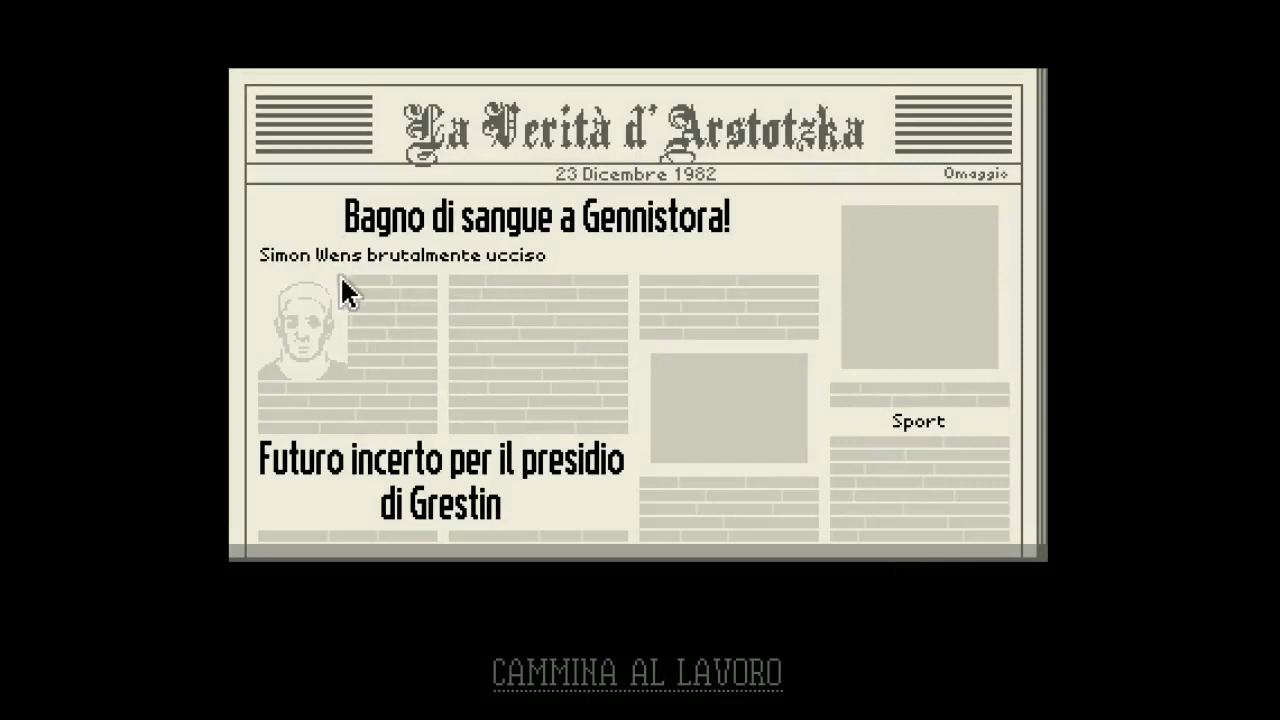 La Verità d'Arstotzka
23 Dicembre 1982
Omaggio
Bagno di sangue a Gennistora!
Simon Wens brutalmente ucciso
Futuro incerto per il presidio
di Grestin
Sport
CAMMINA AL LAVORO